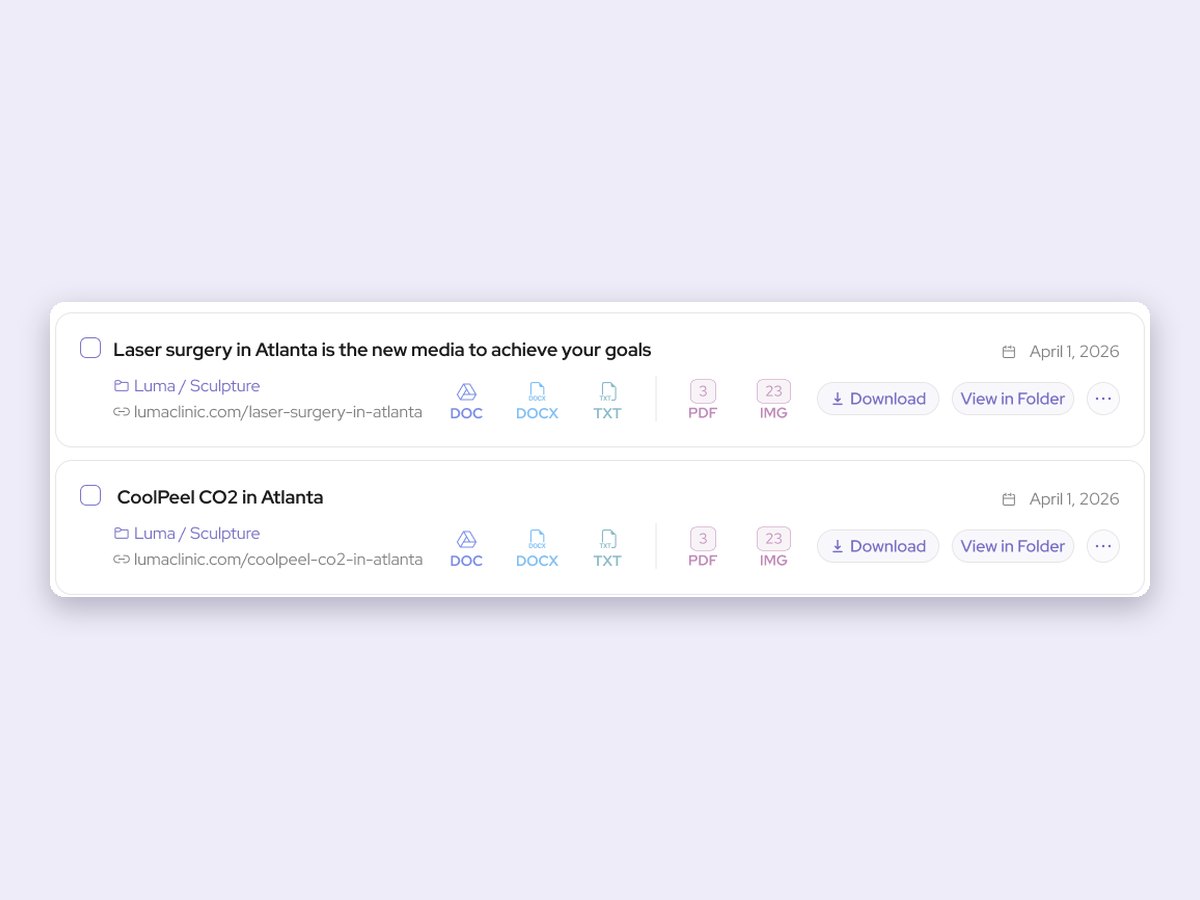 Laser surgery in Atlanta is the new media to achieve your goals
April 1, 2026
Luma / Sculpture
lumaclinic.com/laser-surgery-in-atlanta
DOC
DOCX
DOCX
TXT
TXT
3
PDF
23
IMG
Download
View in Folder
CoolPeel CO2 in Atlanta
April 1, 2026
Luma / Sculpture
lumaclinic.com/coolpeel-co2-in-atlanta
DOC
DOCX
DOCX
TXT
TXT
3
PDF
23
IMG
Download
View in Folder